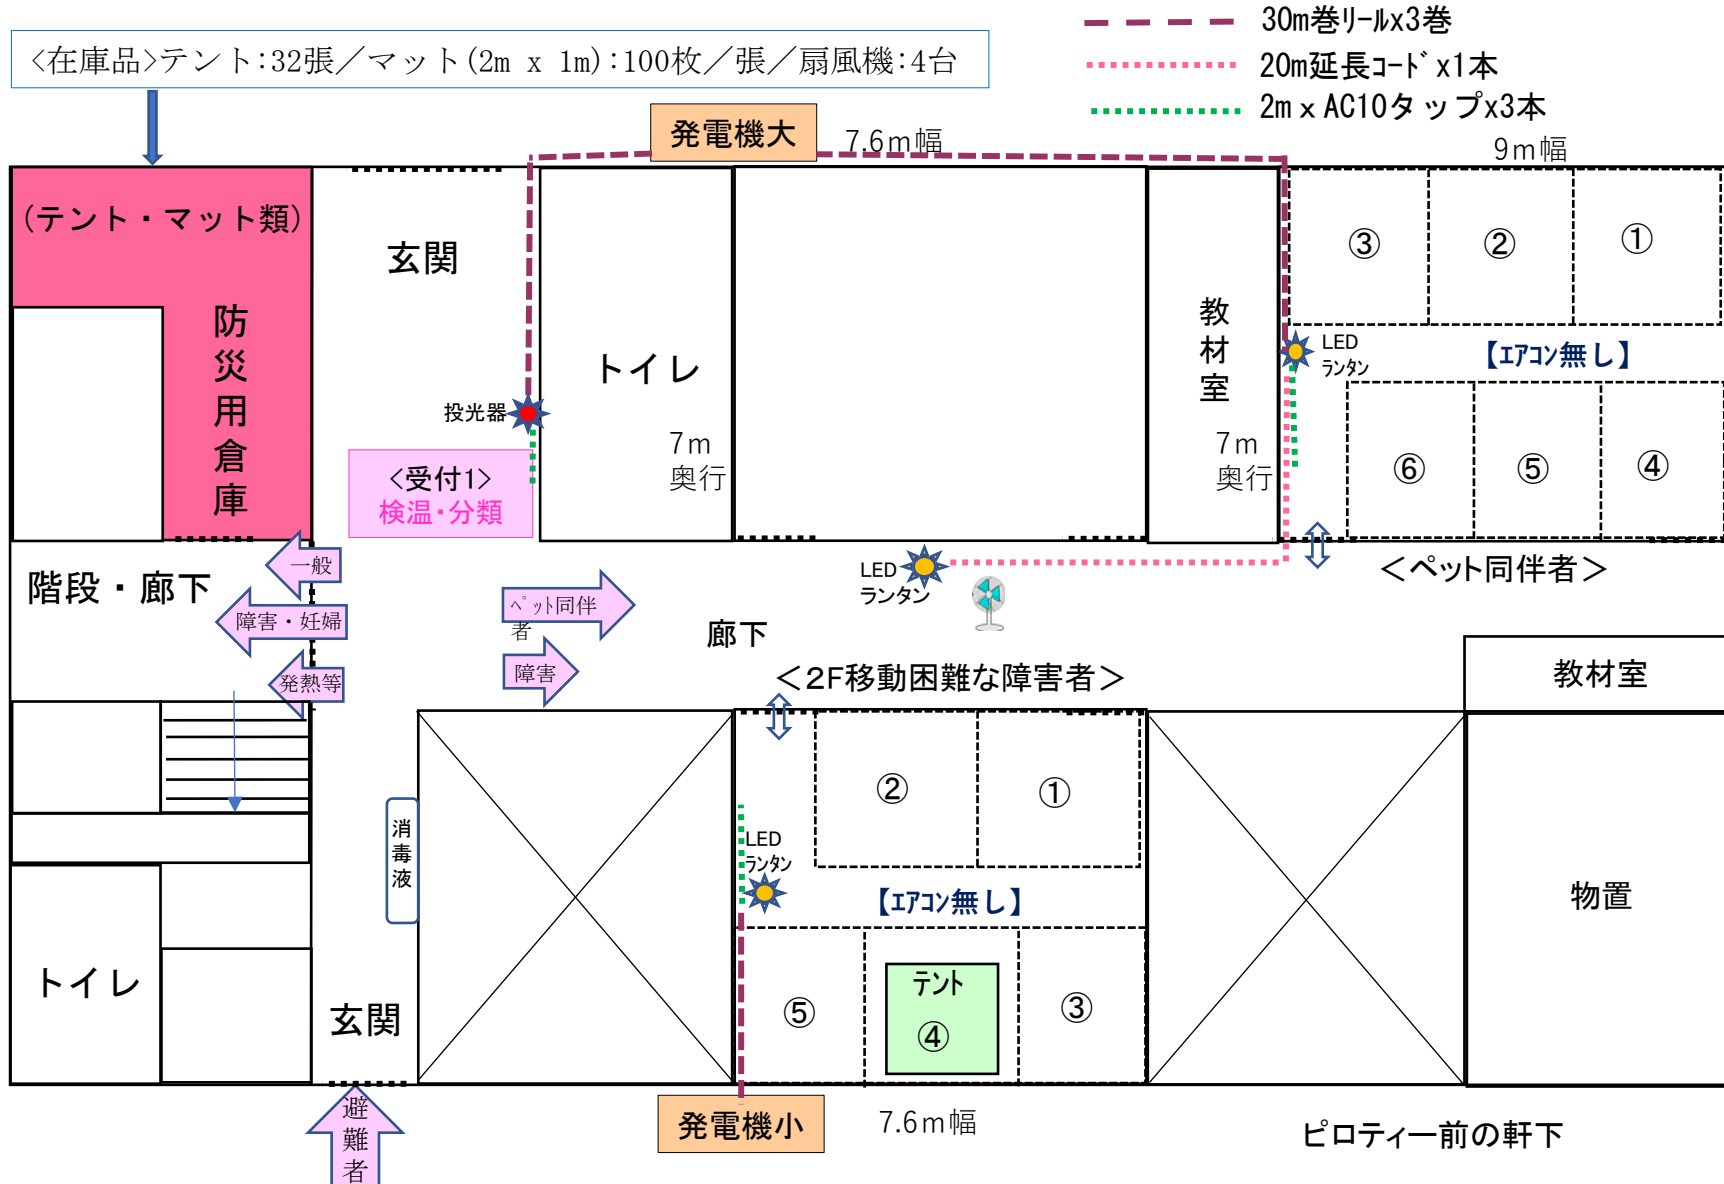 30m巻リールx3巻
<在庫品>テント:32張／マット(2m x 1m):100枚／張／扇風機:4台
20m延長コードx1本
2mxAC10タップx3本
発電機大
7.6m幅
9m幅
(テント・マット類)
防災用倉庫
玄関
トイレ
7m
奥行
教材室
7m
奥行
③
②
①
LED
ランタン
【エアコン無し】
⑥
⑤
④
投光器
<受付1>
検温・分類
階段・廊下
一般
障害・妊婦
発熱等
ペット同伴
者
障害
LED
ランタン
廊下
＜ペット同伴者＞
＜2F移動困難な障害者＞
教材室
②
①
消毒液
LED
ランタン
【エアコン無し】
物置
トイレ
玄関
⑤
テント
④
③
避難者
発電機小
7.6m幅
ピロティー前の軒下